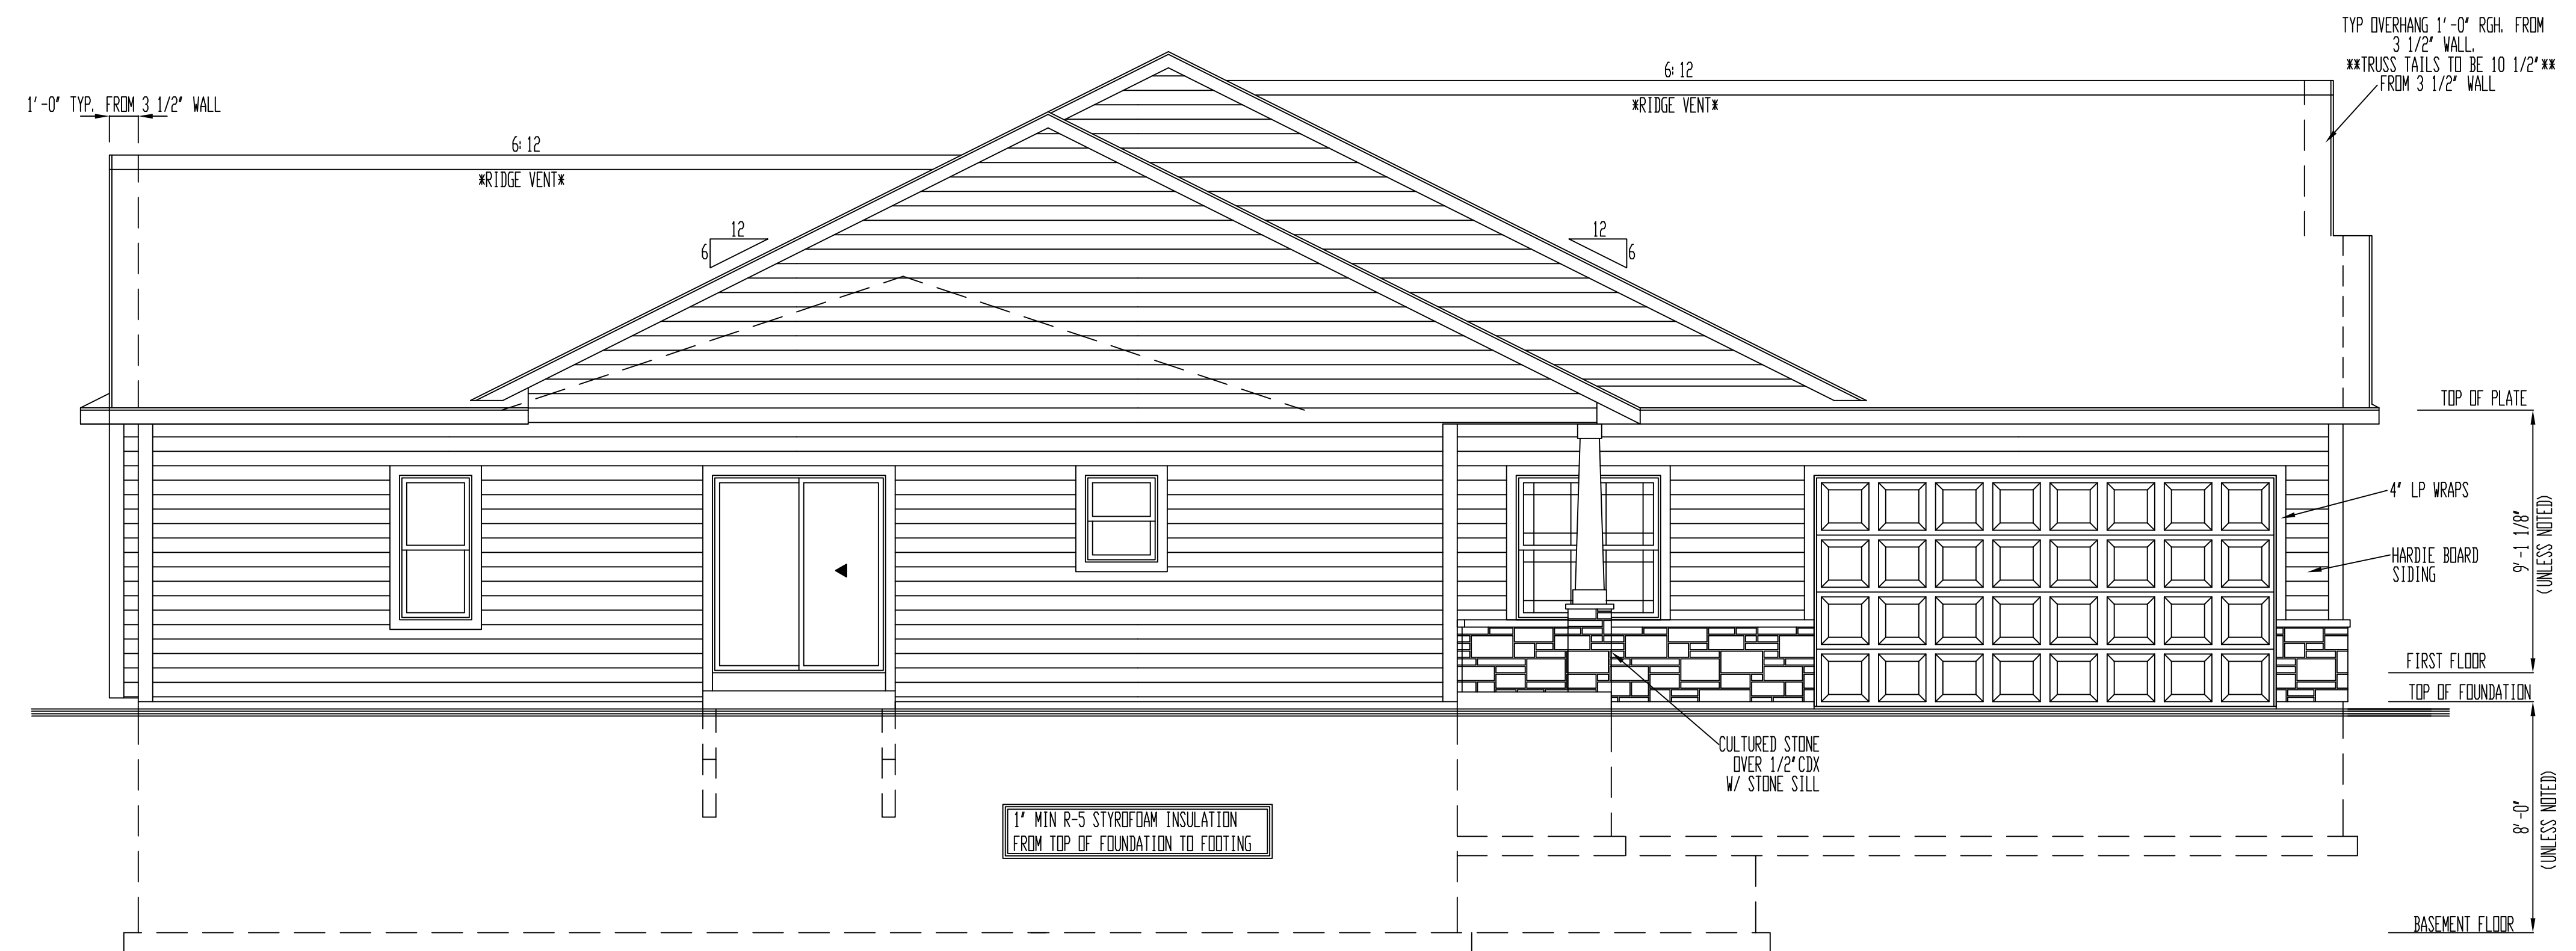 TYP OVERHANG 1'-0" RGH. FROM
3 1/2" WALL.
**TRUSS TAILS TO BE 10 1/2"**
FROM 3 1/2" WALL
6:12
*RIDGE VENT*
1'-0" TYP. FROM 3 1/2" WALL
6:12
*RIDGE VENT*
12
6
12
6
TOP OF PLATE
4" LP WRAPS
9'-1 1/8"
(UNLESS NOTED)
HARDIE BOARD
SIDING
FIRST FLOOR
TOP OF FOUNDATION
CULTURED STONE
OVER 1/2"CDX
W/ STONE SILL
1" MIN R-5 STYROFOAM INSULATION
FROM TOP OF FOUNDATION TO FOOTING
8'-0"
(UNLESS NOTED)
BASEMENT FLOOR